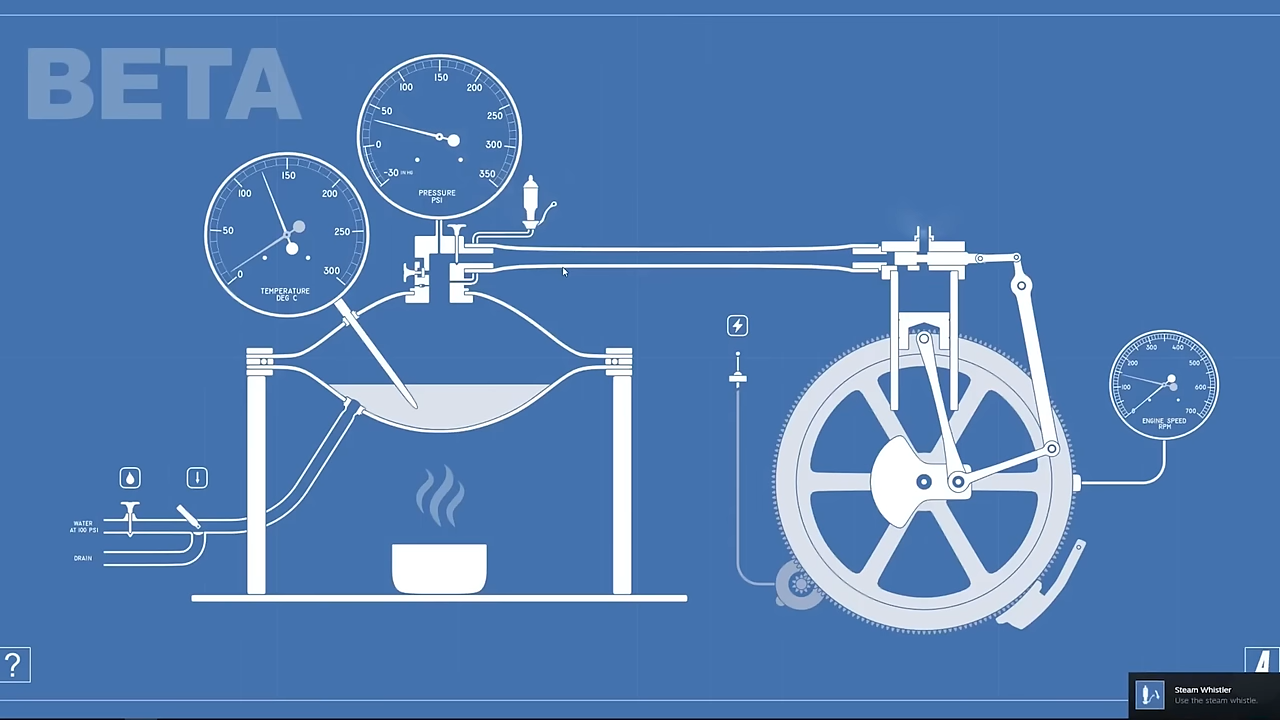 BETA
150
100
200
50
250
0
300
-30 IN HG
350
PRESSURE
PSI
150
100
200
50
250
0
300
TEMPERATURE
DEG C
300
400
200
500
100
600
0
700
ENGINE SPEED
RPM
WATER
AT 100 PSI
DRAIN
?
Steam Whistler
Use the steam whistle.